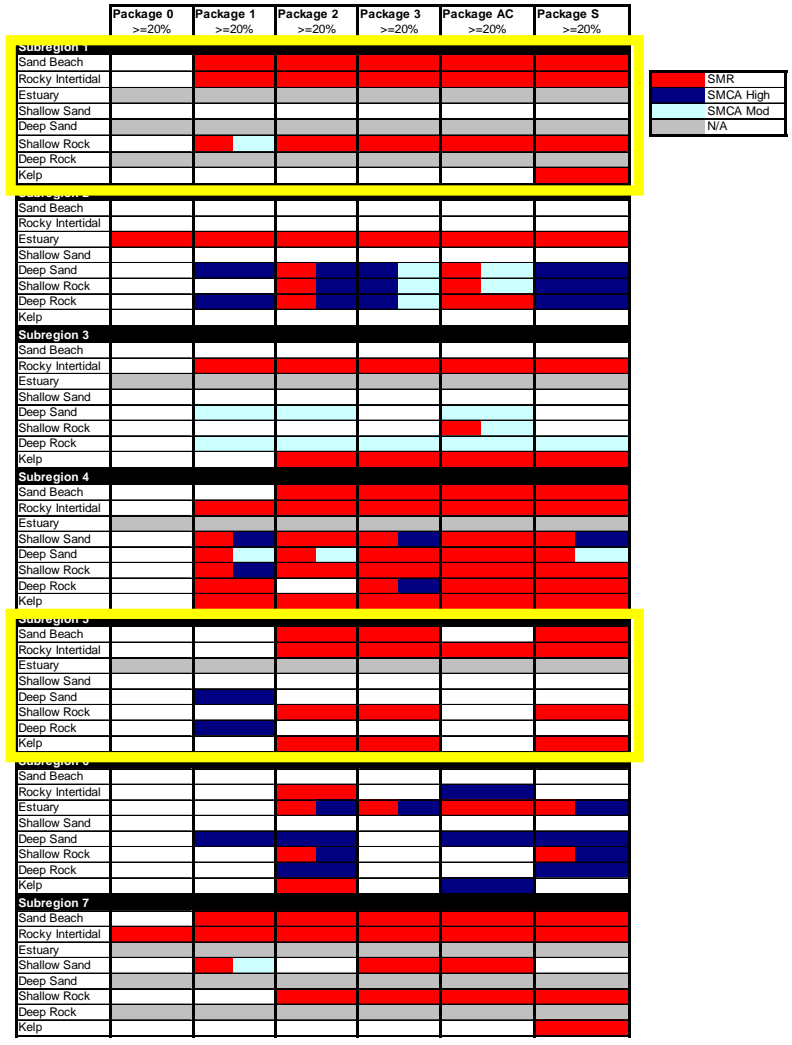 Package 0 Package 1 Package 2 Package 3 Package AC Package S
>=20% >=20% >=20% >=20% >=20% >=20%
Subregion 1
Sand Beach
Rocky Intertidal
Estuary
Shallow Sand
Deep Sand
Shallow Rock
Deep Rock
Kelp
SMR
SMCA High
SMCA Mod
N/A
Subregion 2
Sand Beach
Rocky Intertidal
Estuary
Shallow Sand
Deep Sand
Shallow Rock
Deep Rock
Kelp
Subregion 3
Sand Beach
Rocky Intertidal
Estuary
Shallow Sand
Deep Sand
Shallow Rock
Deep Rock
Kelp
Subregion 4
Sand Beach
Rocky Intertidal
Estuary
Shallow Sand
Deep Sand
Shallow Rock
Deep Rock
Kelp
Subregion 5
Sand Beach
Rocky Intertidal
Estuary
Shallow Sand
Deep Sand
Shallow Rock
Deep Rock
Kelp
Subregion 6
Sand Beach
Rocky Intertidal
Estuary
Shallow Sand
Deep Sand
Shallow Rock
Deep Rock
Kelp
Subregion 7
Sand Beach
Rocky Intertidal
Estuary
Shallow Sand
Deep Sand
Shallow Rock
Deep Rock
Kelp